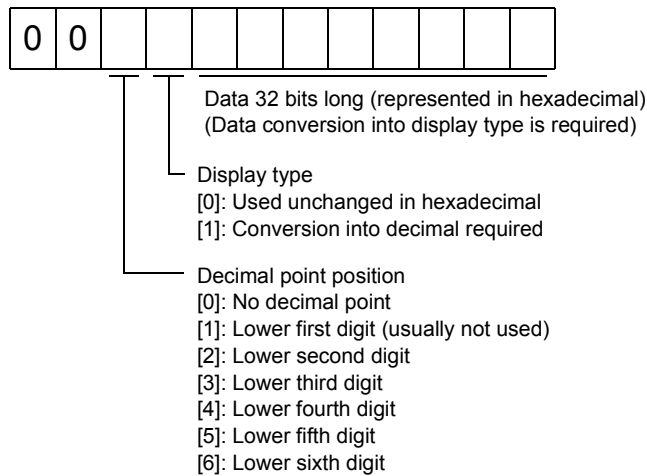 0 0
Data 32 bits long (represented in hexadecimal)
(Data conversion into display type is required)
Display type
[0]: Used unchanged in hexadecimal
[1]: Conversion into decimal required
Decimal point position
[0]: No decimal point
[1]: Lower first digit (usually not used)
[2]: Lower second digit
[3]: Lower third digit
[4]: Lower fourth digit
[5]: Lower fifth digit
[6]: Lower sixth digit